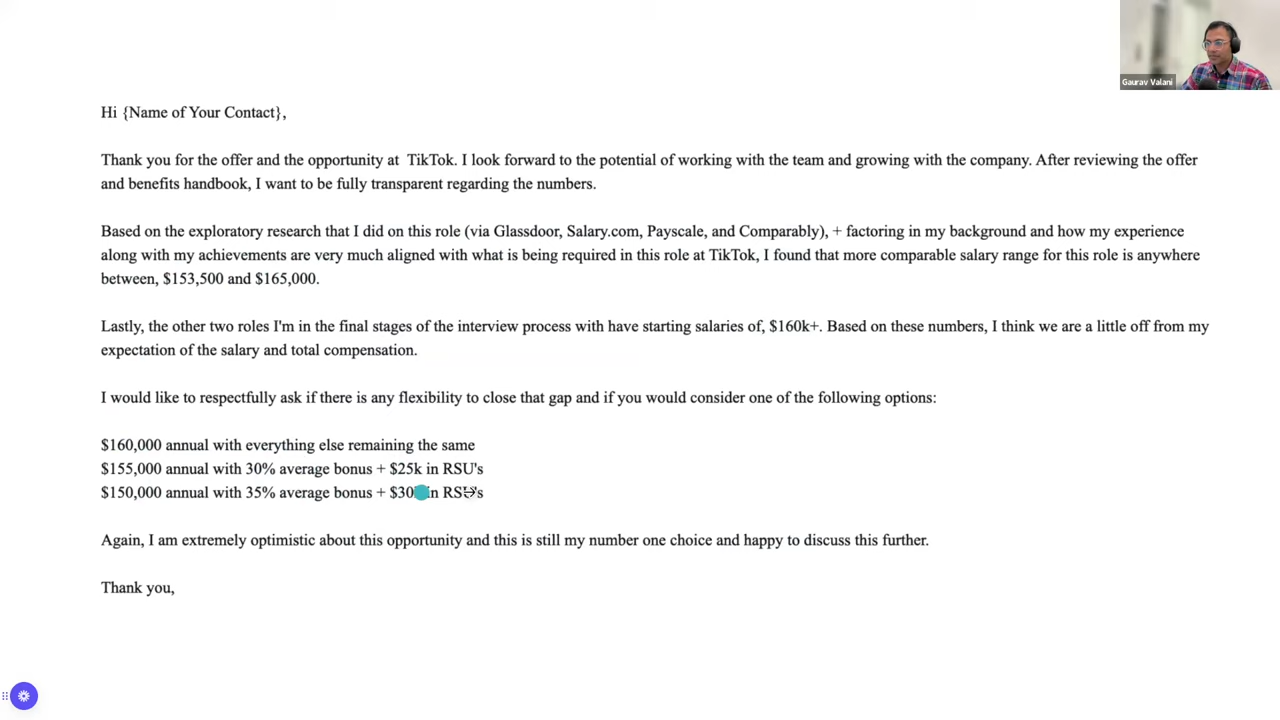 Gaurav Valani
Hi {Name of Your Contact},
Thank you for the offer and the opportunity at TikTok. I look forward to the potential of working with the team and growing with the company. After reviewing the offer
and benefits handbook, I want to be fully transparent regarding the numbers.
Based on the exploratory research that I did on this role (via Glassdoor, Salary.com, Payscale, and Comparably), + factoring in my background and how my experience
along with my achievements are very much aligned with what is being required in this role at TikTok, I found that more comparable salary range for this role is anywhere
between, $153,500 and $165,000.
Lastly, the other two roles I'm in the final stages of the interview process with have starting salaries of, $160k+. Based on these numbers, I think we are a little off from my
expectation of the salary and total compensation.
I would like to respectfully ask if there is any flexibility to close that gap and if you would consider one of the following options:
$160,000 annual with everything else remaining the same
$155,000 annual with 30% average bonus + $25k in RSU's
$150,000 annual with 35% average bonus + in RSU's
Again, I am extremely optimistic about this opportunity and this is still my number one choice and happy to discuss this further.
Thank you,